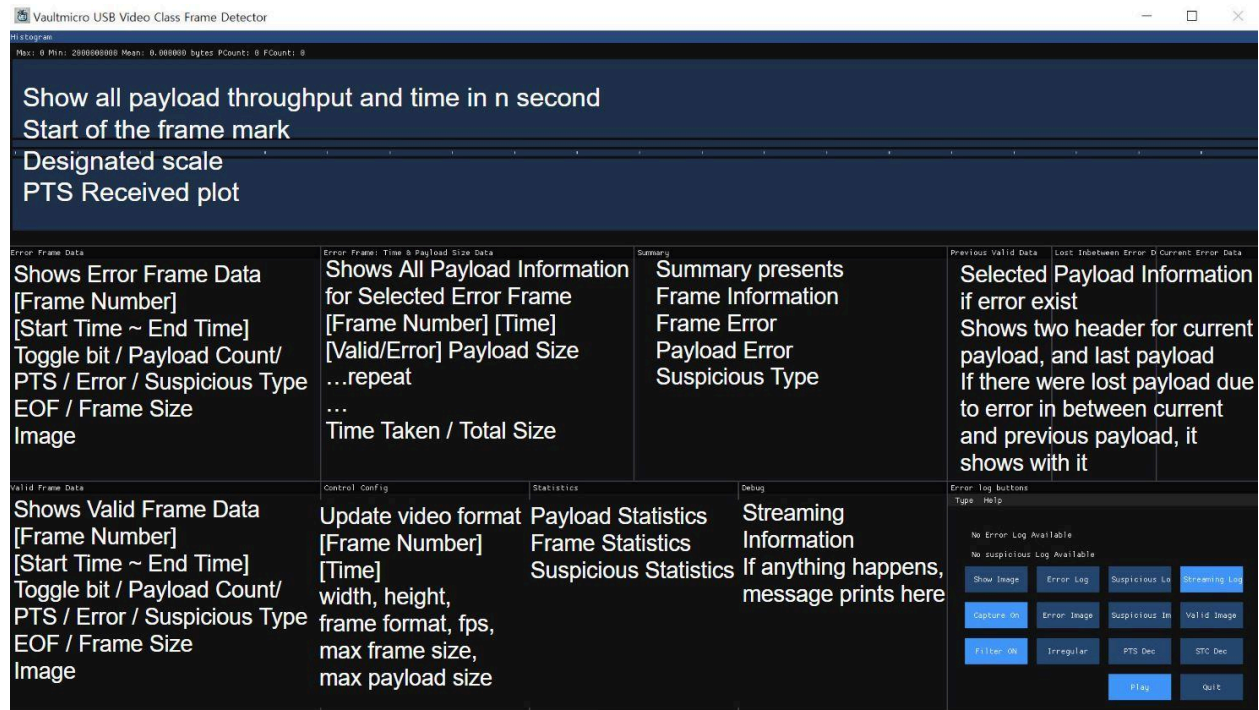 Vaultmicro USB Video Class Frame Detector
Histogram
Max: 0 Min: 2000000000 Mean: 0.000000 bytes PCount: 0 FCount: 0
Show all payload throughput and time in n second
Start of the frame mark
Designated scale
PTS Received plot
Error Frame Data
Shows Error Frame Data
[Frame Number]
[Start Time ~ End Time]
Toggle bit / Payload Count/
PTS / Error / Suspicious Type
EOF / Frame Size
Image
Error Frame: Time & Payload Size Data
Shows All Payload Information
for Selected Error Frame
[Frame Number] [Time]
[Valid/Error] Payload Size
…repeat
…
Time Taken / Total Size
Summary
Summary presents
Frame Information
Frame Error
Payload Error
Suspicious Type
Previous Valid Data
Lost Inbetween Error D
Current Error Data
Selected Payload Information
if error exist
Shows two header for current
payload, and last payload
If there were lost payload due
to error in between current
and previous payload, it
shows with it
Valid Frame Data
Shows Valid Frame Data
[Frame Number]
[Start Time ~ End Time]
Toggle bit / Payload Count/
PTS / Error / Suspicious Type
EOF / Frame Size
Image
Control Config
Update video format
[Frame Number]
[Time]
width, height,
frame format, fps,
max frame size,
max payload size
Statistics
Payload Statistics
Frame Statistics
Suspicious Statistics
Debug
Streaming
Information
If anything happens,
message prints here
Error log buttons
Type Help
No Error Log Available
No suspicious Log Available
Show Image Error Log Suspicious Lo Streaming Log
Capture On Error Image Suspicious Im Valid Image
Filter ON Irregular PTS Dec STC Dec
Play Quit